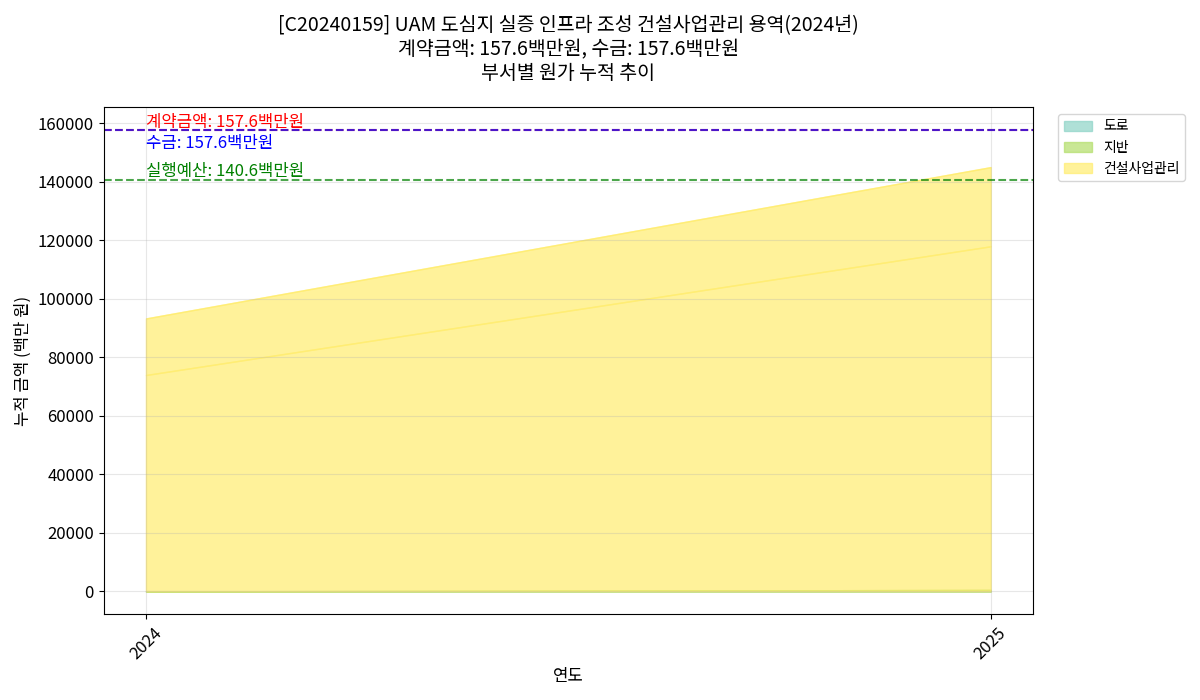 [C20240159] UAM 도심지 실증 인프라 조성 건설사업관리 용역(2024년)
계약금액: 157.6백만원, 수금: 157.6백만원
부서별 원가 누적 추이
계약금액: 157.6백만원
수금: 157.6백만원
실행예산: 140.6백만원
도로
지반
건설사업관리
160000
140000
120000
100000
80000
60000
40000
20000
0
누적 금액 (백만 원)
2024
2025
연도